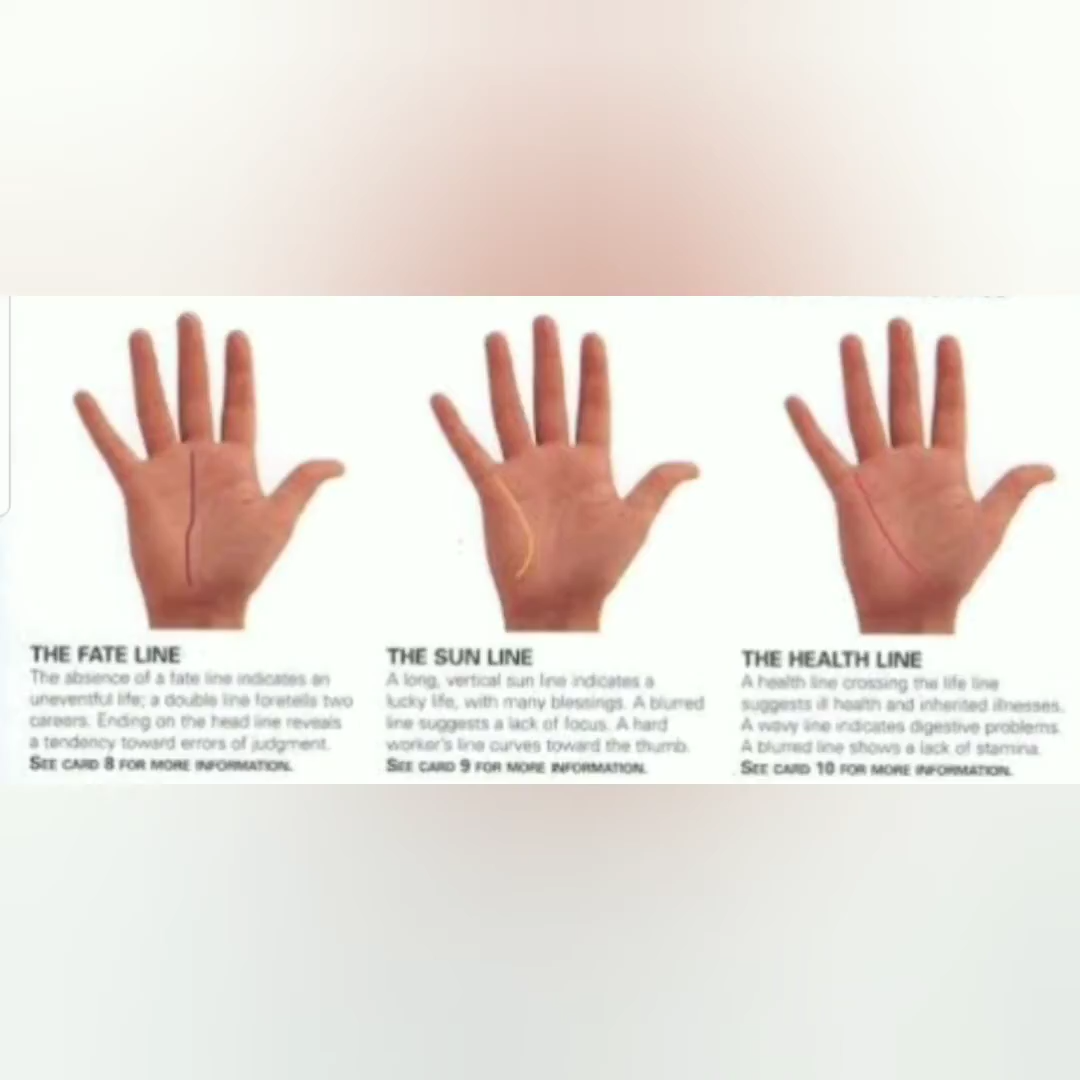 THE FATE LINE
The absence of a fate line indicates an
uneventful life; a double line foretells two
careers. Ending on the head line reveals
a tendency toward errors of judgment.
SEE CARD 8 FOR MORE INFORMATION.
THE SUN LINE
A long, vertical sun line indicates a
lucky life, with many blessings. A blurred
line suggests a lack of focus. A hard
worker's line curves toward the thumb.
SEE CARD 9 FOR MORE INFORMATION.
THE HEALTH LINE
A health line crossing the life line
suggests ill health and inherited illnesses.
A wavy line indicates digestive problems.
A blurred line shows a lack of stamina.
SEE CARD 10 FOR MORE INFORMATION.